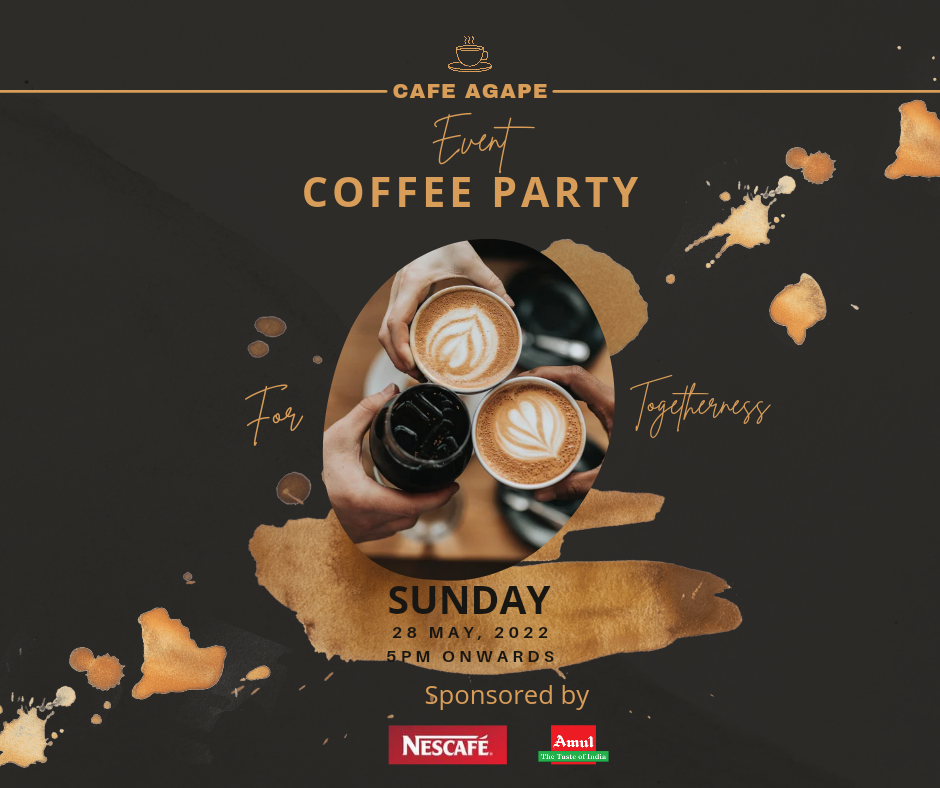 CAFE AGAPE
Event
COFFEE PARTY
For
Togetherness
SUNDAY
28 MAY, 2022
5PM ONWARDS
Sponsored by
NESCAFÉ.
Amul
The Taste of India